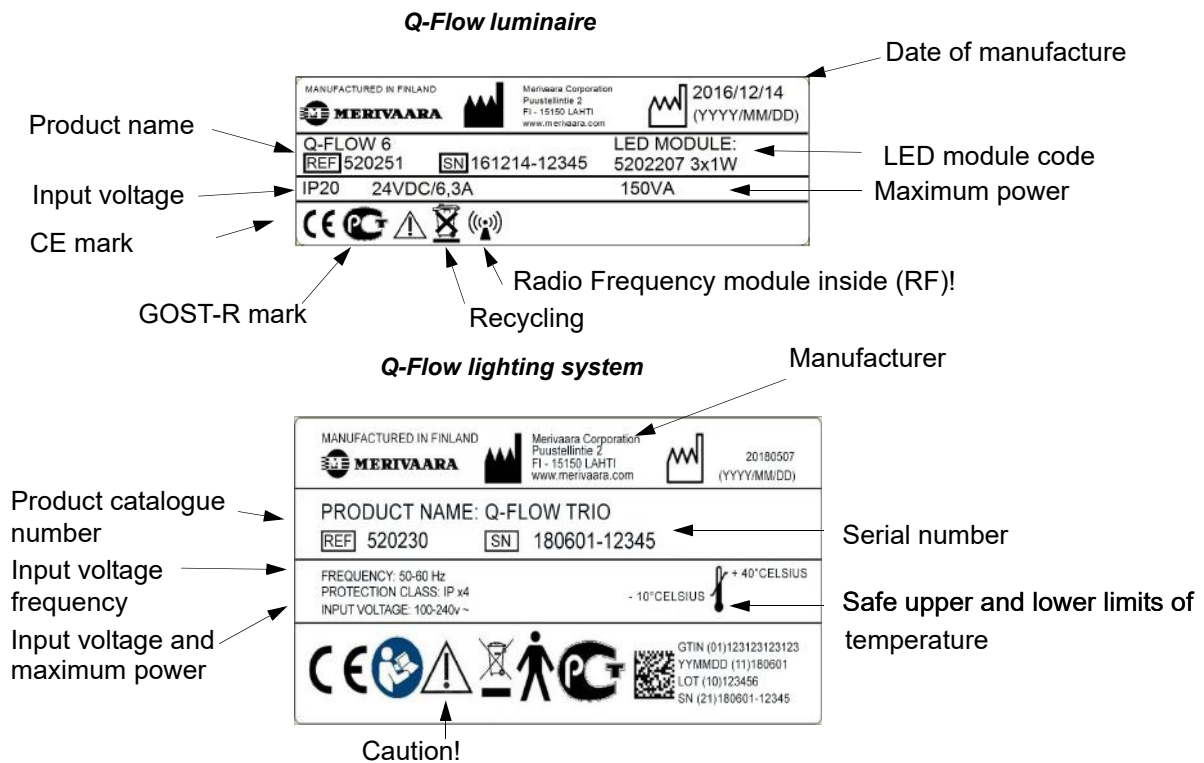 Q-Flow luminaire
Date of manufacture
MANUFACTURED IN FINLAND
MERIVAARA
Merivaara Corporation
Puustelintie 2
FI - 15150 LAHTI
www.merivaara.com
2016/12/14
(YYYY/MM/DD)
Product name
Q-FLOW 6
REF 520251 SN 161214-12345
LED MODULE:
5202207 3x1W
LED module code
Input voltage
IP20 24VDC/6,3A 150VA
Maximum power
CE mark
CE PCT
Radio Frequency module inside (RF)!
GOST-R mark
Recycling
Q-Flow lighting system
Manufacturer
MANUFACTURED IN FINLAND
MERIVAARA
Merivaara Corporation
Puustellintie 2
FI - 15150 LAHTI
www.merivaara.com
20180507
(YYYY/MM/DD)
Product catalogue
number
PRODUCT NAME: Q-FLOW TRIO
REF 520230 SN 180601-12345
Serial number
Input voltage
frequency
Input voltage and
maximum power
FREQUENCY: 50-60 Hz
PROTECTION CLASS: IP x4
INPUT VOLTAGE: 100-240v ~
+ 40°CELSIUS
- 10°CELSIUS
Safe upper and lower limits of
temperature
CE PCT
GTIN (01)123123123123
YYMMDD (11)180601
LOT (10)123456
SN (21)180601-12345
Caution!